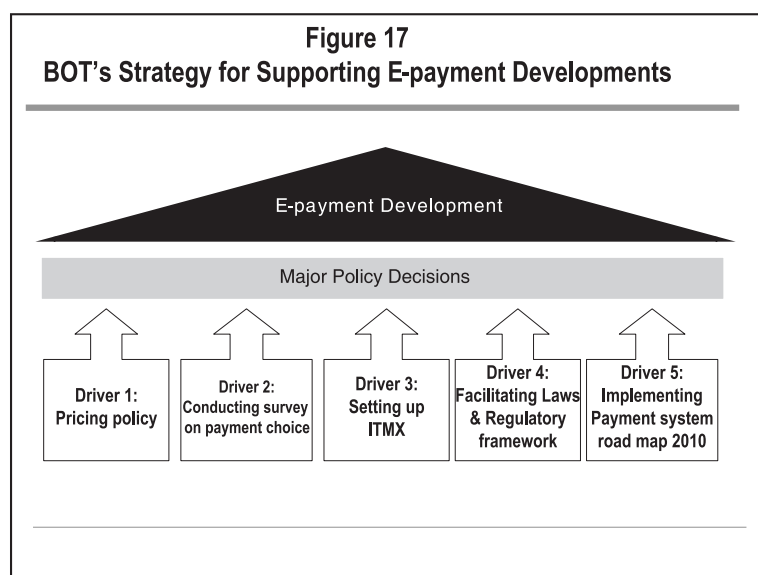 Figure 17
BOT's Strategy for Supporting E-payment Developments
E-payment Development
Major Policy Decisions
Driver 1:
Pricing policy
Driver 2:
Conducting survey
on payment choice
Driver 3:
Setting up
ITMX
Driver 4:
Facilitating Laws
& Regulatory
framework
Driver 5:
Implementing
Payment system
road map 2010